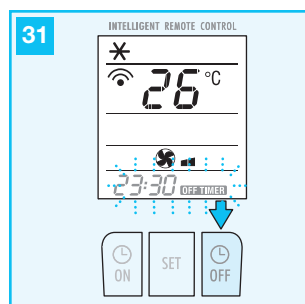 31
INTELLIGENT REMOTE CONTROL
26 °C
23:30 OFF TIMER
ON SET OFF